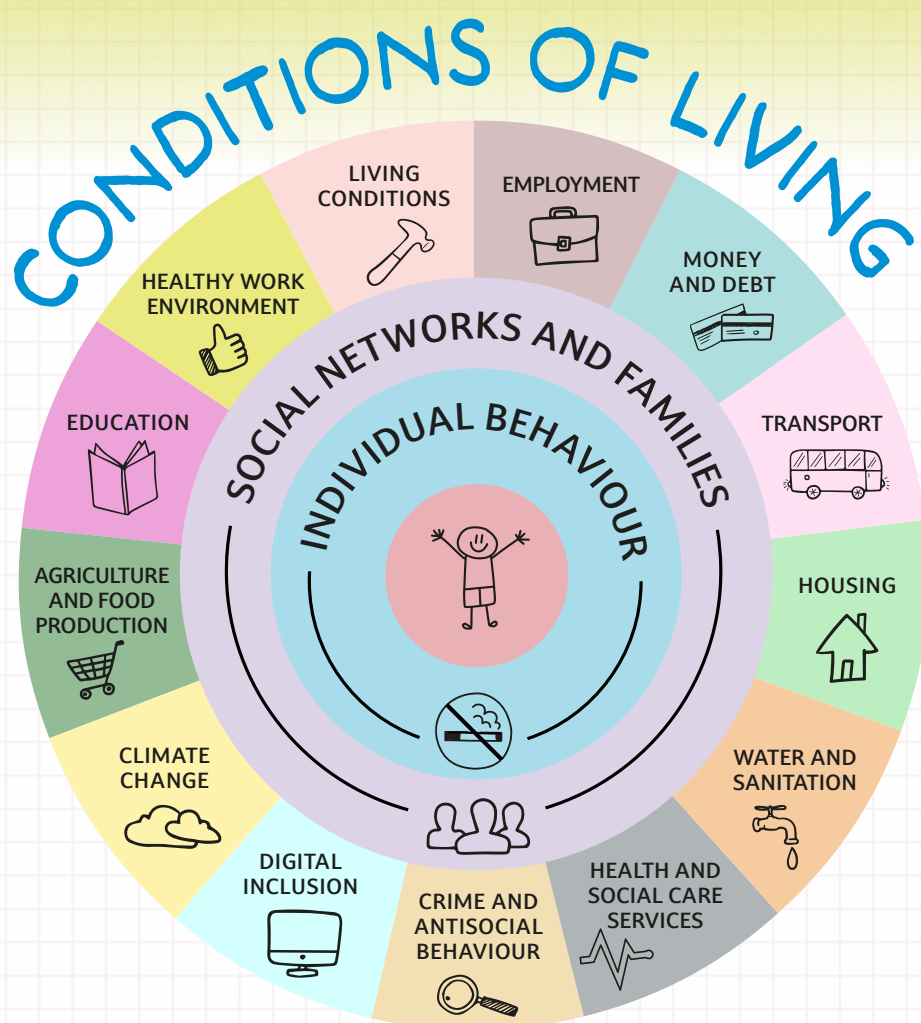 CONDITIONS OF LIVING
LIVING
CONDITIONS
EMPLOYMENT
MONEY
AND DEBT
TRANSPORT
HOUSING
WATER AND
SANITATION
HEALTH AND
SOCIAL CARE
SERVICES
CRIME AND
ANTISOCIAL
BEHAVIOUR
DIGITAL
INCLUSION
CLIMATE
CHANGE
AGRICULTURE
AND FOOD
PRODUCTION
EDUCATION
HEALTHY WORK
ENVIRONMENT
SOCIAL NETWORKS AND FAMILIES
INDIVIDUAL BEHAVIOUR